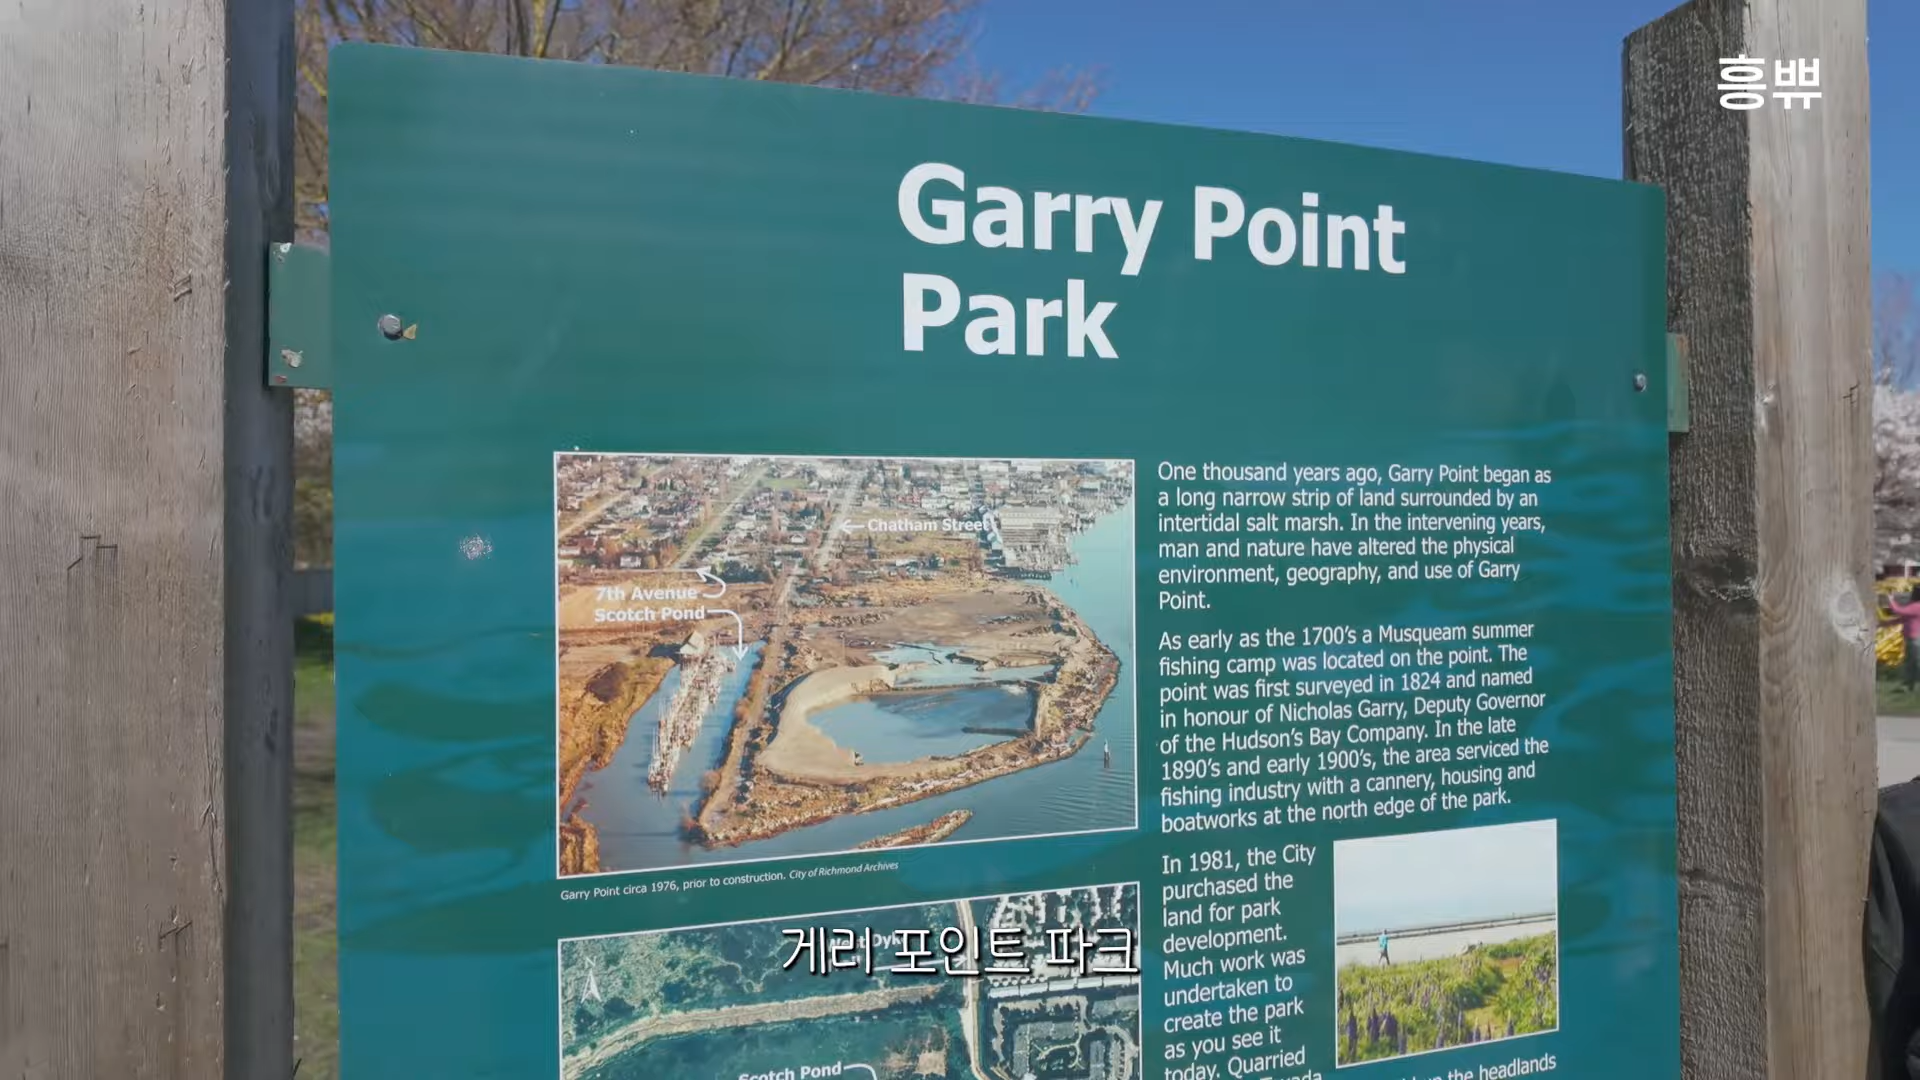 흥쀼
Garry Point
Park
Chatham Street
7th Avenue
Scotch Pond
Garry Point circa 1976, prior to construction. City of Richmond Archives
One thousand years ago, Garry Point began as
a long narrow strip of land surrounded by an
intertidal salt marsh. In the intervening years,
man and nature have altered the physical
environment, geography, and use of Garry
Point.
As early as the 1700's a Musqueam summer
fishing camp was located on the point. The
point was first surveyed in 1824 and named
in honour of Nicholas Garry, Deputy Governor
of the Hudson's Bay Company. In the late
1890's and early 1900's, the area serviced the
fishing industry with a cannery, housing and
boatworks at the north edge of the park.
In 1981, the City
purchased the
land for park
development.
Much work was
undertaken to
create the park
as you see it
today. Quarried
the headlands
N
Scotch Pond
게리 포인트 파크